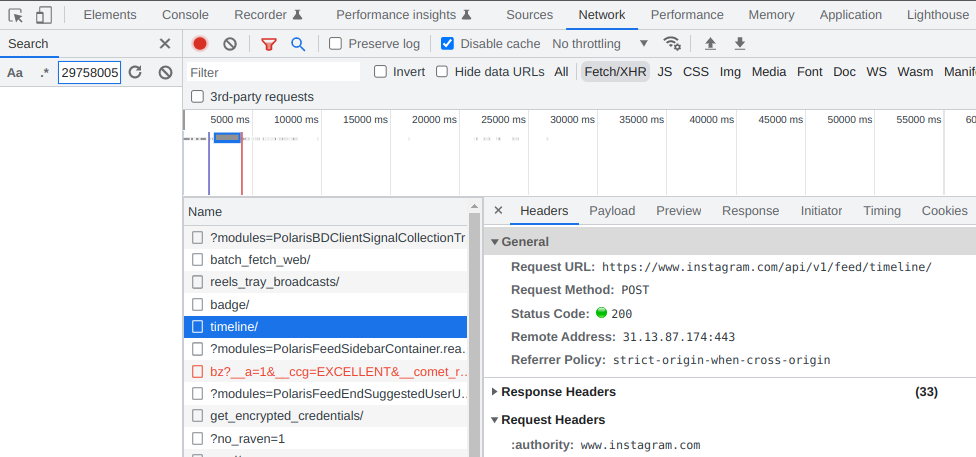 Elements Console Recorder Performance insights Sources Network Performance Memory Application Lighthouse
Search
Preserve log Disable cache No throttling
Aa .* 29758005
Filter Invert Hide data URLs All Fetch/XHR JS CSS Img Media Font Doc WS Wasm Manif
3rd-party requests
5000 ms 10000 ms 15000 ms 20000 ms 25000 ms 30000 ms 35000 ms 40000 ms 45000 ms 50000 ms 55000 ms 60
Name
?modules=PolarisBDClientSignalCollectionTr
batch_fetch_web/
reels_tray_broadcasts/
badge/
timeline/
?modules=PolarisFeedSidebarContainer.rea...
bz?__a=1&__ccg=EXCELLENT&__comet_r...
?modules=PolarisFeedEndSuggestedUserU...
get_encrypted_credentials/
?no_raven=1
Headers Payload Preview Response Initiator Timing Cookies
General
Request URL: https://www.instagram.com/api/v1/feed/timeline/
Request Method: POST
Status Code: 200
Remote Address: 31.13.87.174:443
Referrer Policy: strict-origin-when-cross-origin
Response Headers (33)
Request Headers
:authority: www.instagram.com